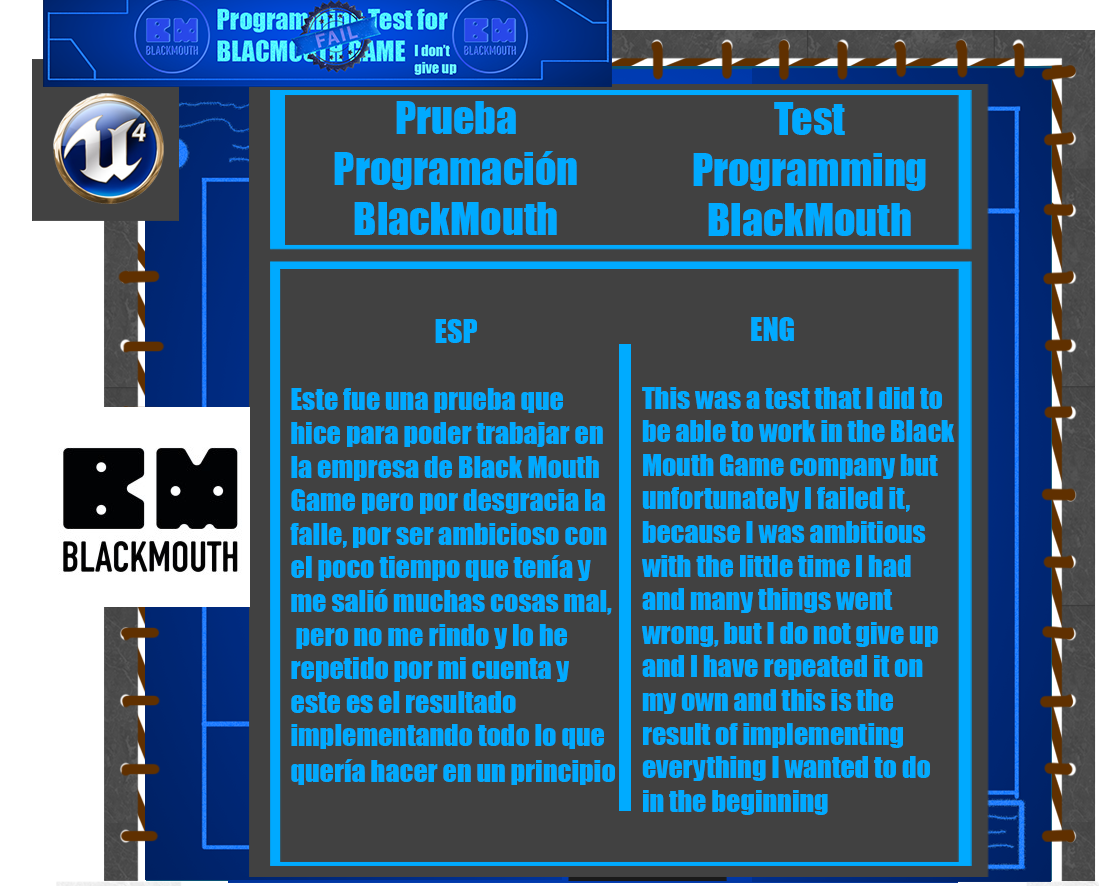 Programming Test for
BLACMOUTH GAME
FAIL
I don't
give up
BLACKMOUTH
BLACKMOUTH
4
Prueba
Programación
BlackMouth
Test
Programming
BlackMouth
ESP
Este fue una prueba que
hice para poder trabajar en
la empresa de Black Mouth
Game pero por desgracia la
falle, por ser ambicioso con
el poco tiempo que tenía y
me salió muchas cosas mal,
pero no me rindo y lo he
repetido por mi cuenta y
este es el resultado
implementando todo lo que
quería hacer en un principio
ENG
This was a test that I did to
be able to work in the Black
Mouth Game company but
unfortunately I failed it,
because I was ambitious
with the little time I had
and many things went
wrong, but I do not give up
and I have repeated it on
my own and this is the
result of implementing
everything I wanted to do
in the beginning
BLACKMOUTH